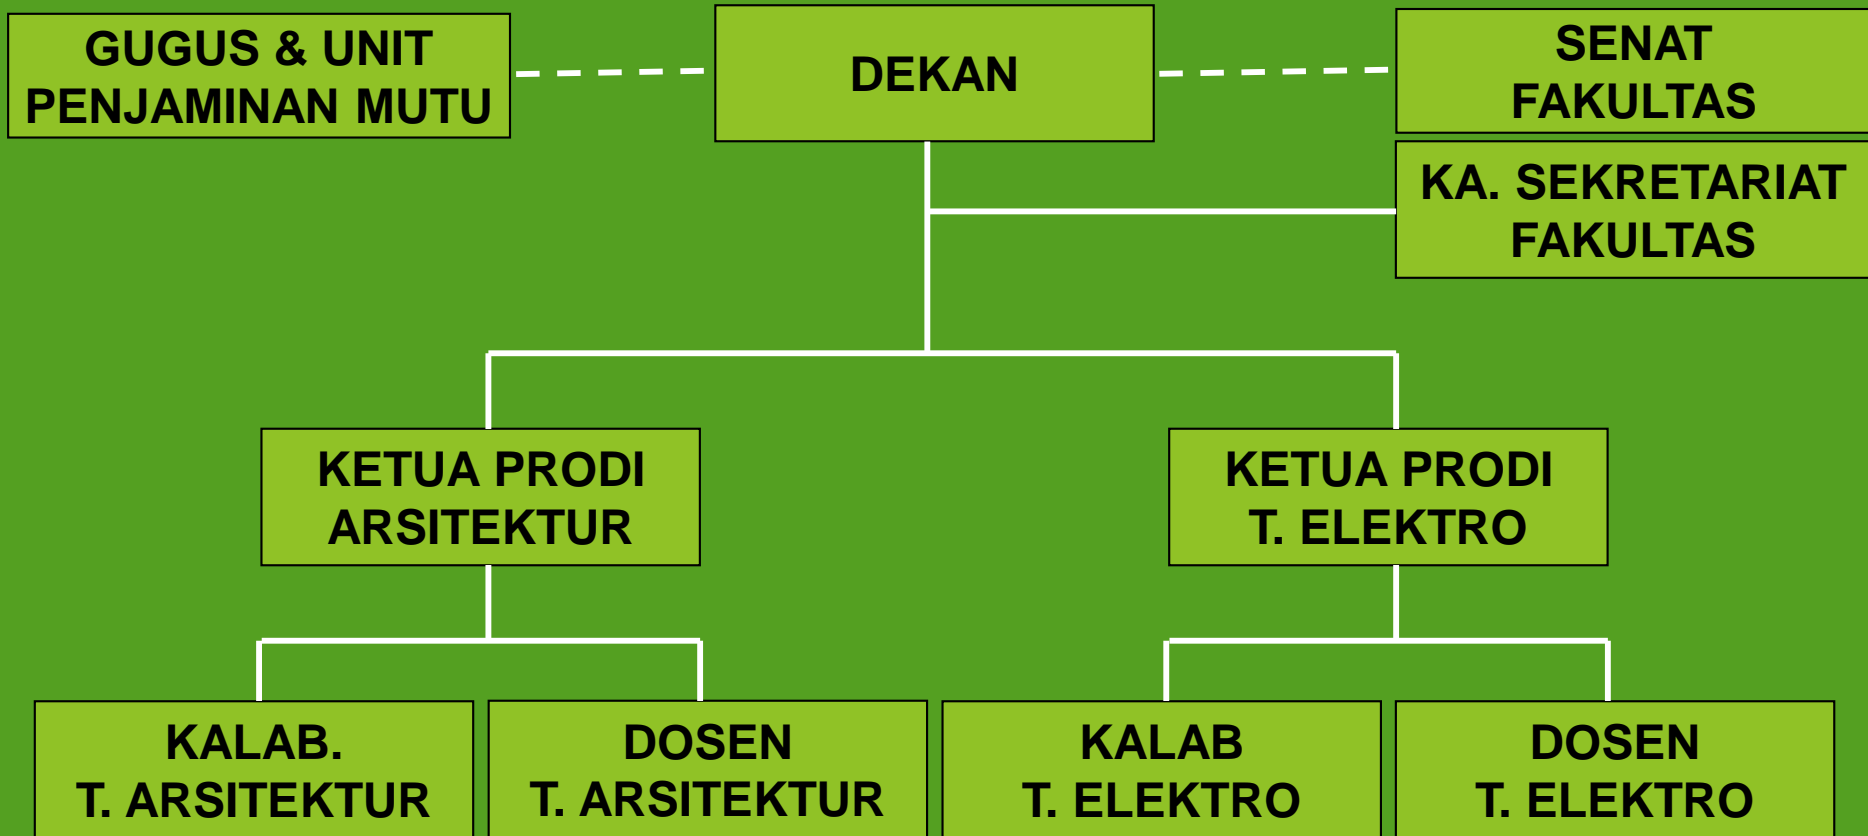 GUGUS & UNIT
PENJAMINAN MUTU
DEKAN
SENAT
FAKULTAS
KA. SEKRETARIAT
FAKULTAS
KETUA PRODI
ARSITEKTUR
KETUA PRODI
T. ELEKTRO
KALAB.
T. ARSITEKTUR
DOSEN
T. ARSITEKTUR
KALAB
T. ELEKTRO
DOSEN
T. ELEKTRO